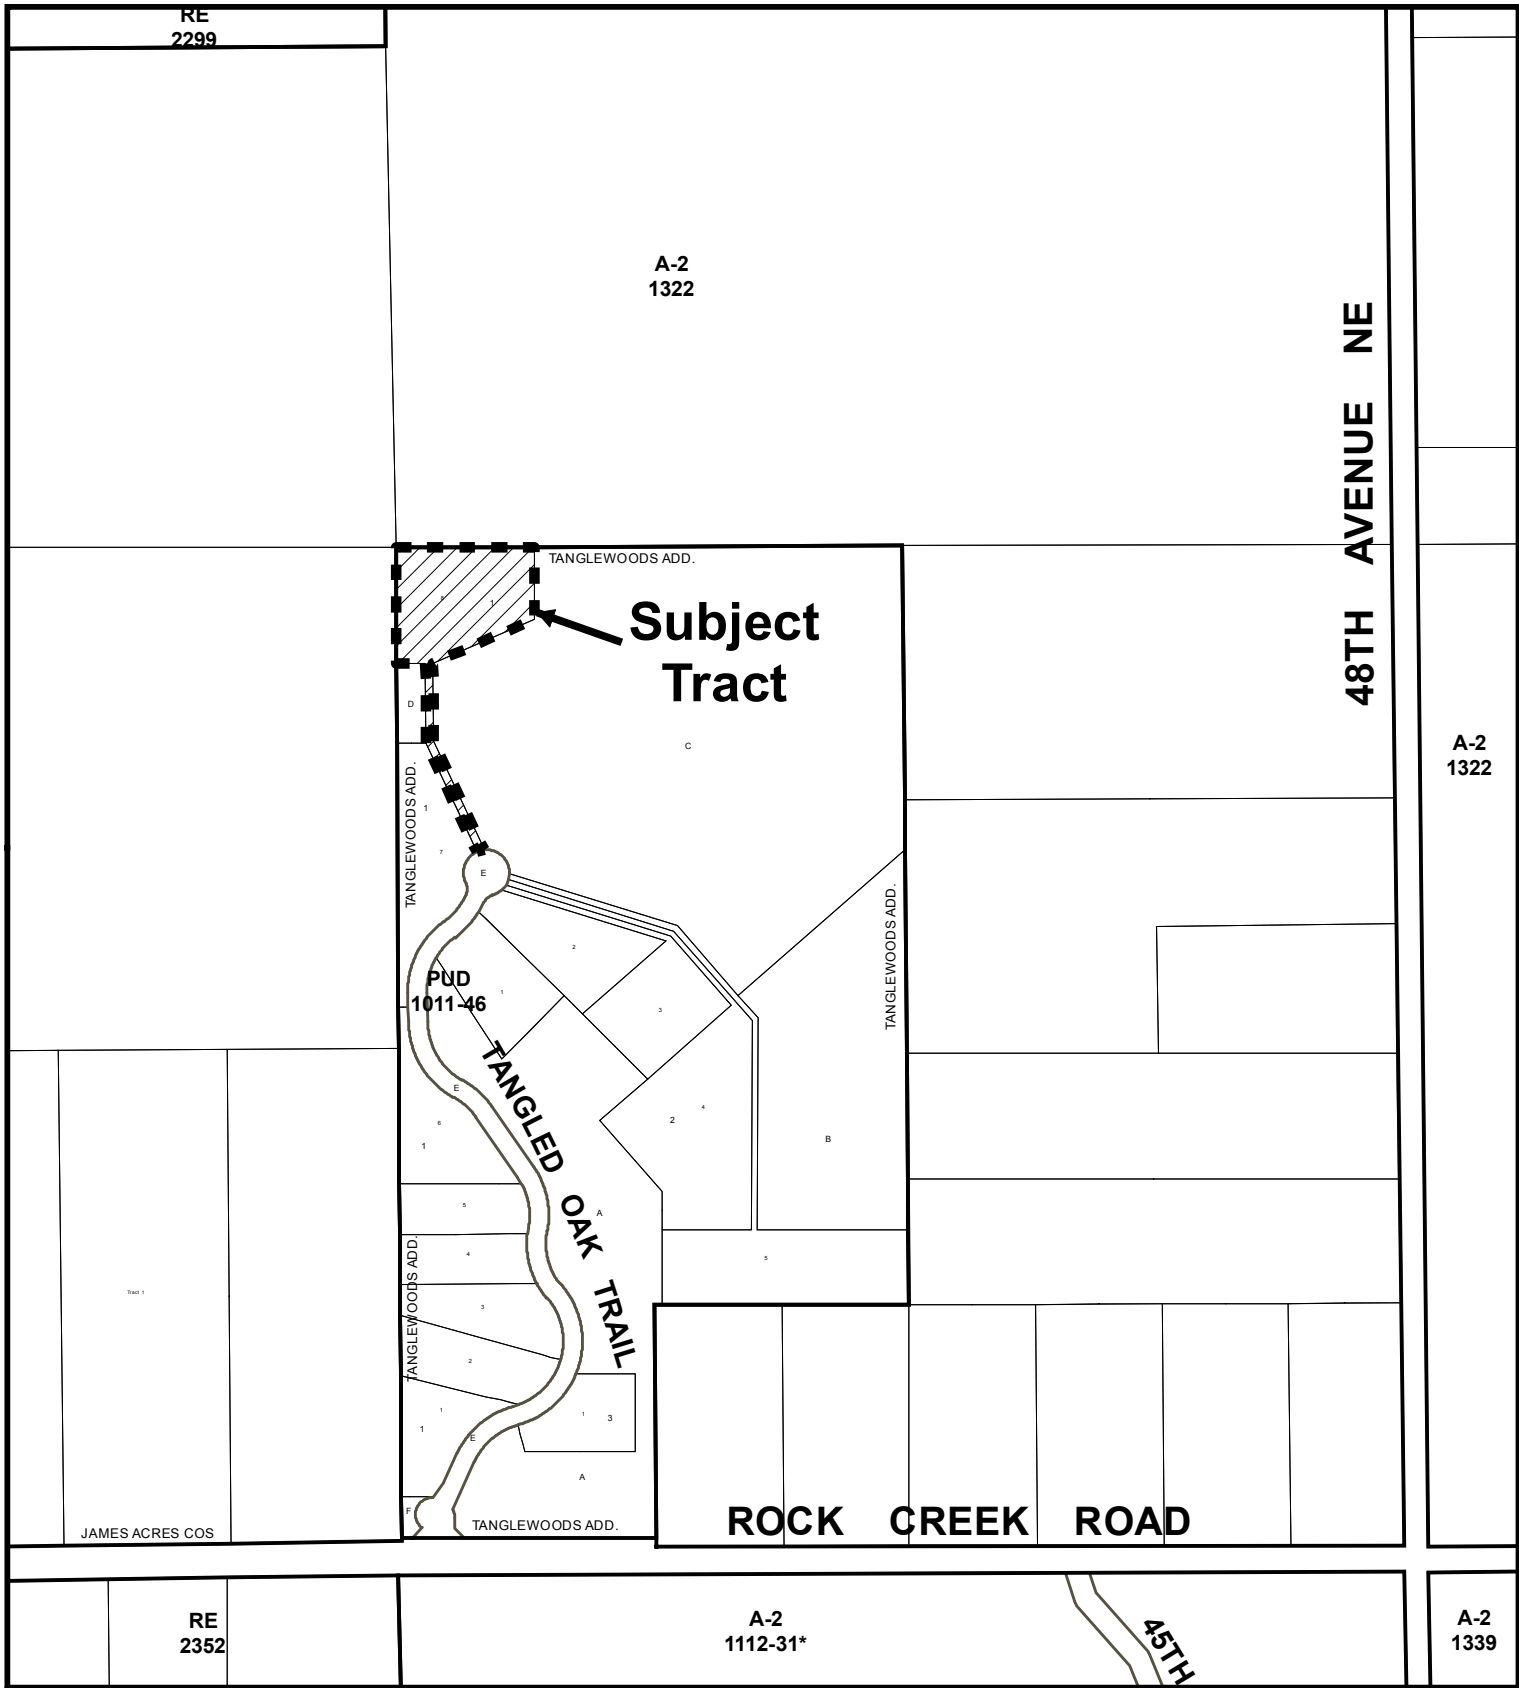 RE
2299
A-2
1322
48TH AVENUE NE
TANGLEWOODS ADD.
8
1
Subject
Tract
D
C
A-2
1322
TANGLEWOODS ADD.
1
7
E
TANGLEWOODS ADD.
2
PUD
1011-46
1
3
TANGLED OAK TRAIL
E
6
1
2
4
B
5
A
4
5
TANGLEWOODS ADD.
Tract 1
3
2
1
1
1
3
E
A
F
TANGLEWOODS ADD.
ROCK CREEK ROAD
JAMES ACRES COS
RE
2352
A-2
1112-31*
45TH
A-2
1339